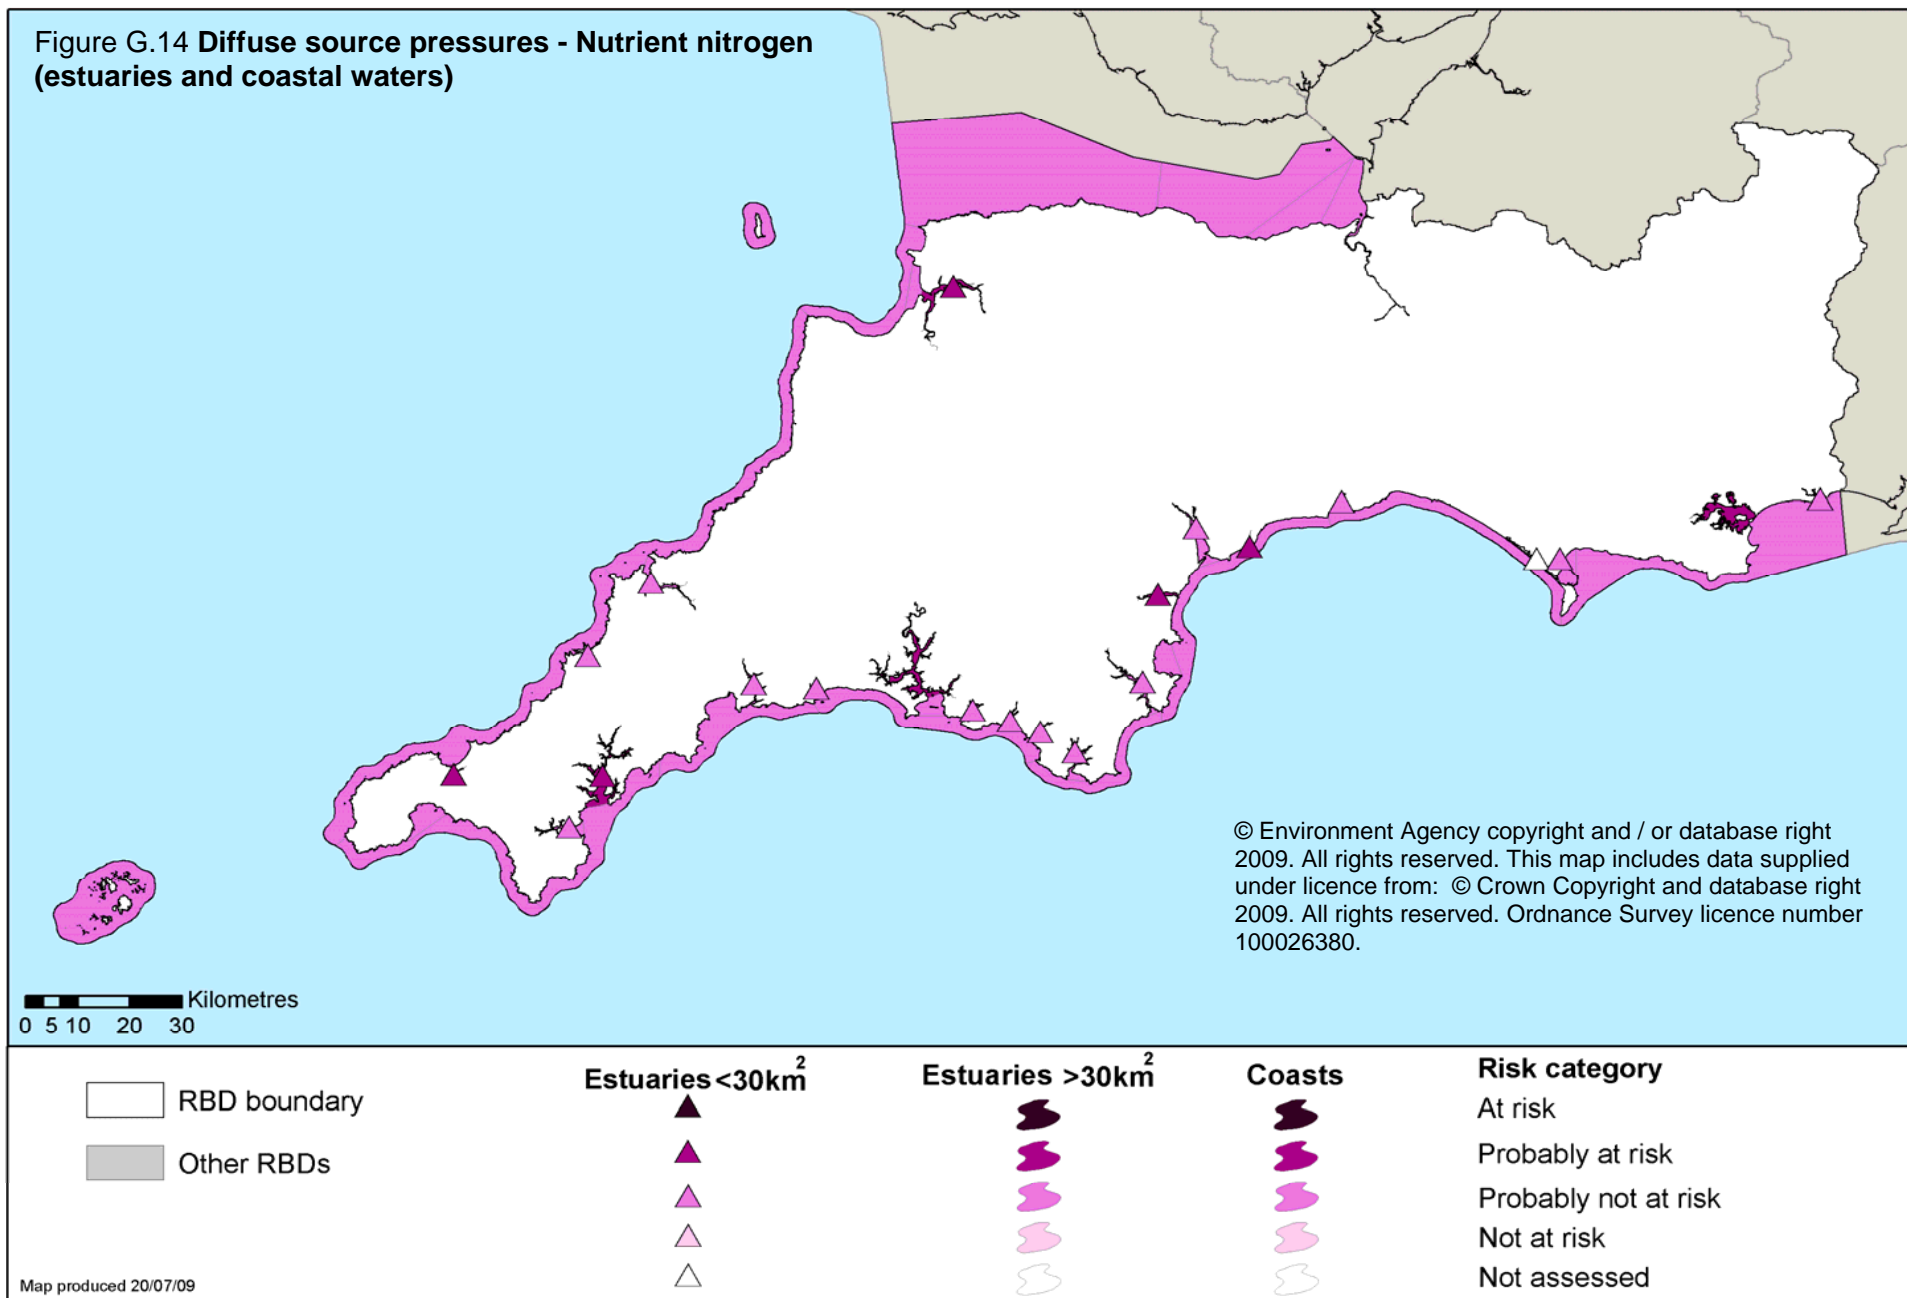 Figure G.14 Diffuse source pressures - Nutrient nitrogen
(estuaries and coastal waters)
© Environment Agency copyright and / or database right
2009. All rights reserved. This map includes data supplied
under licence from: © Crown Copyright and database right
2009. All rights reserved. Ordnance Survey licence number
100026380.
Kilometres
0 5 10 20 30
RBD boundary
Other RBDs
Estuaries <30km²
Estuaries >30km²
Coasts
Risk category
At risk
Probably at risk
Probably not at risk
Not at risk
Not assessed
Map produced 20/07/09